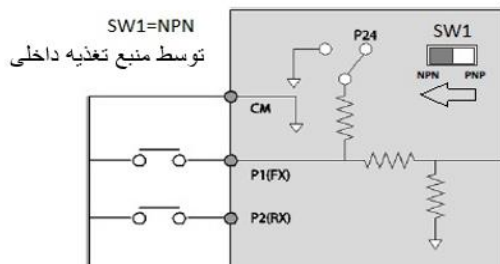 SW1=NPN
توسط منبع تغذیه داخلی
P24
SW1
NPN PNP
CM
P1(FX)
P2(RX)